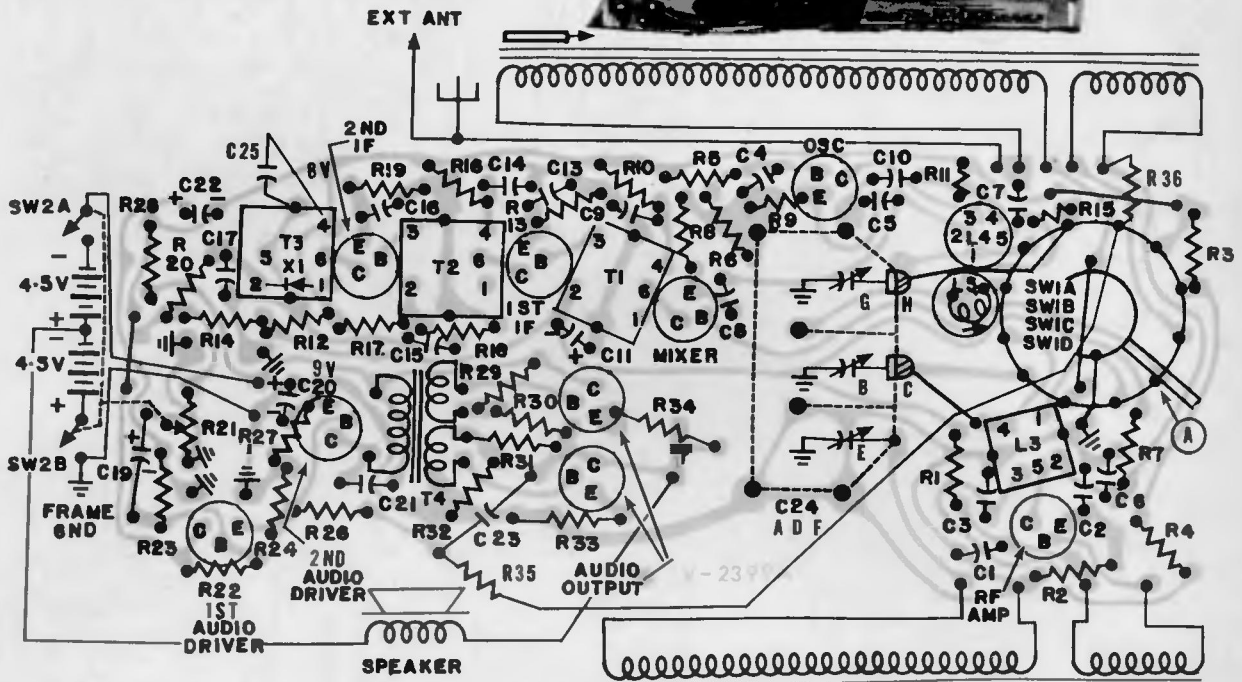 EXT ANT
C25
2ND
IF
8V
OSC
R19
R16
C14
C13
R10
R5
C4
C10
R11
C7
R36
SW2A
R28
C22
+
-
C16
R
13
C9
R9
C5
R15
R3
B
E
C
R
20
C17
T3
X1
4
5
6
2
1
E
C
B
3
4
T2
6
2
1
C
B
E
3
T1
4
6
2
1
R8
R6
3 4
2 L4 5
1
-
4.5V
+
-
4.5V
+
G
H
5
SW1A
SW1B
SW1C
SW1D
1ST
IF
E
B
C
C8
MIXER
R14
R12
R17
C15
R18
C11
+
9V
C20
+
R29
R30
C
B
E
R34
B
I C
A
R21
R27
E
B
C
SW2B
C19
+
-
R31
E
4
1
L3
3 5 2
R7
R1
FRAME
GND
C21
T4
B
C
E
C24
A D F
C3
C2
C6
R4
R23
C
B
E
R24
R26
R32
C23
R33
C
B
E
R22
1ST
AUDIO
DRIVER
2ND
AUDIO
DRIVER
R35
AUDIO
OUTPUT
C1
RF
AMP
R2
SPEAKER